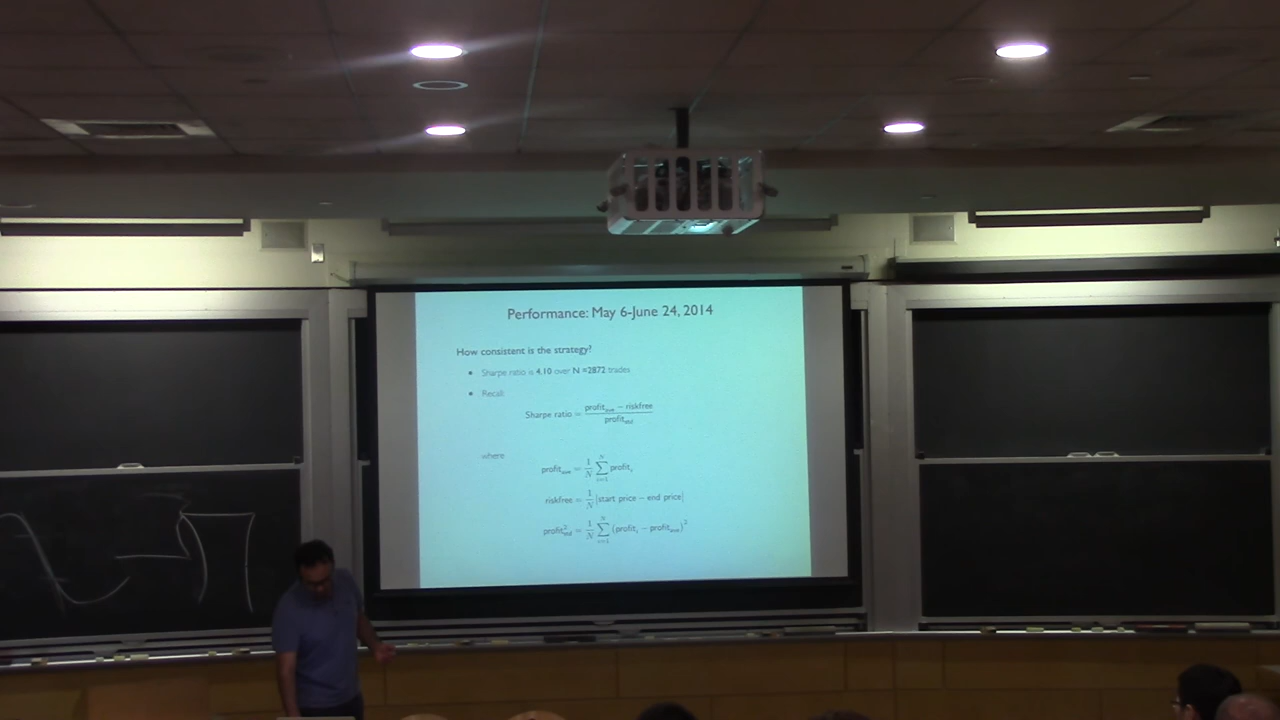 Performance: May 6-June 24, 2014
How consistent is the strategy?
• Sharpe ratio is 4.10 over N =2872 trades
• Recall:
Sharpe ratio = (profit_ave − riskfree) / profit_std
where
profit_ave = 1/N ∑_{i=1}^{N} profit_i
riskfree = 1/N |start price − end price|
profit²_std = 1/N ∑_{i=1}^{N} (profit_i − profit_ave)²